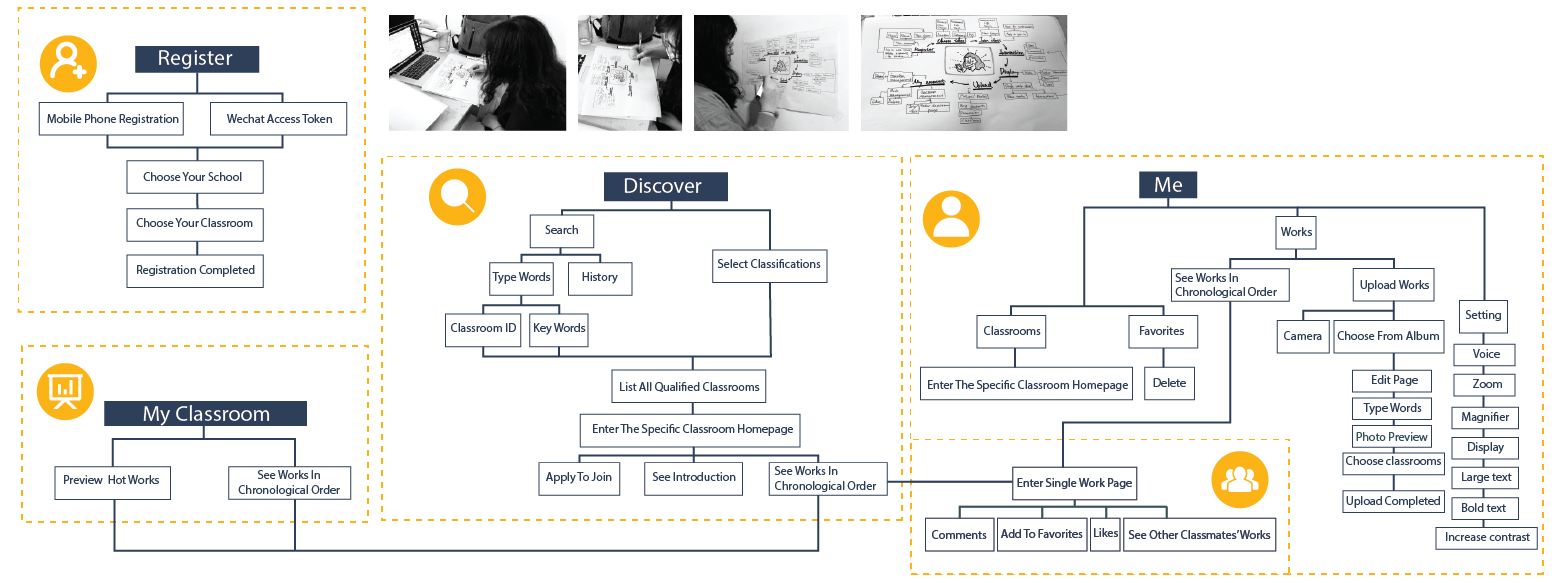 Register
Mobile Phone Registration
Wechat Access Token
Choose Your School
Choose Your Classroom
Registration Completed
My Classroom
Preview Hot Works
See Works In
Chronological Order
Discover
Search
Select Classifications
Type Words
History
Classroom ID
Key Words
List All Qualified Classrooms
Enter The Specific Classroom Homepage
Apply To Join
See Introduction
See Works In
Chronological Order
Me
Works
See Works In
Chronological Order
Upload Works
Setting
Classrooms
Favorites
Camera
Choose From Album
Enter The Specific Classroom Homepage
Delete
Edit Page
Type Words
Photo Preview
Choose classrooms
Upload Completed
Voice
Zoom
Magnifier
Display
Large text
Bold text
Increase contrast
Enter Single Work Page
Comments
Add To Favorites
Likes
See Other Classmates'Works
Display
Upload